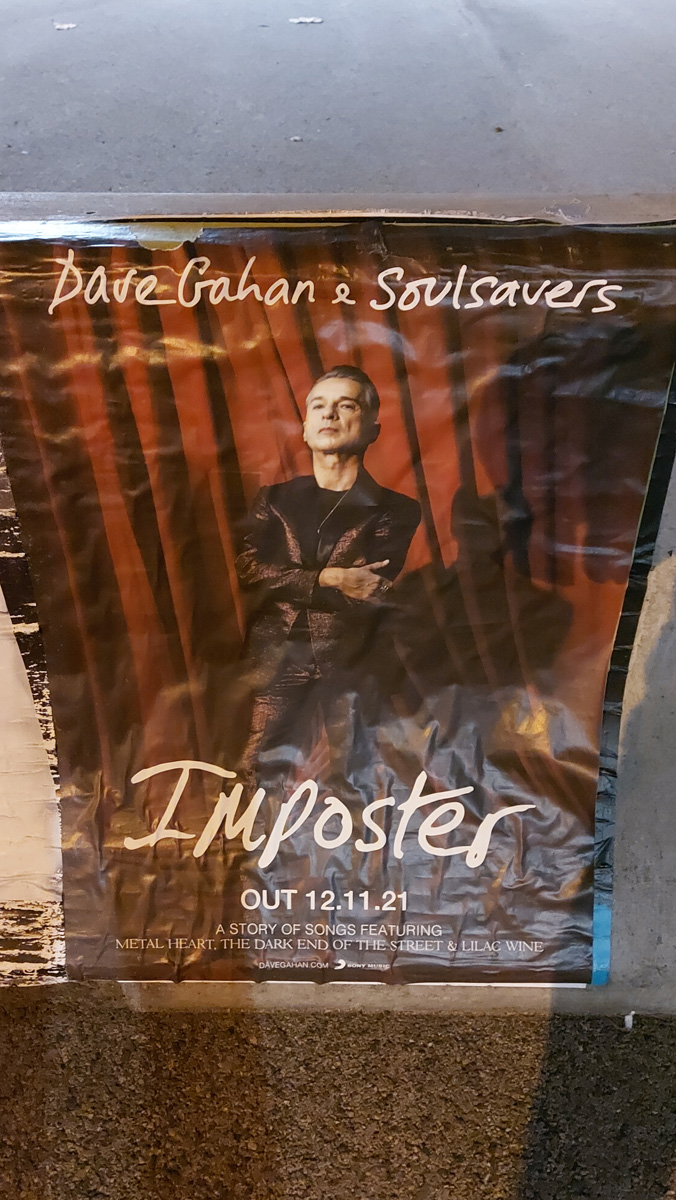 Dave Gahan & Soulsavers
Imposter
OUT 12.11.21
A STORY OF SONGS FEATURING
METAL HEART, THE DARK END OF THE STREET & LILAC WINE
DAVEGAHAN.COM SONY MUSIC